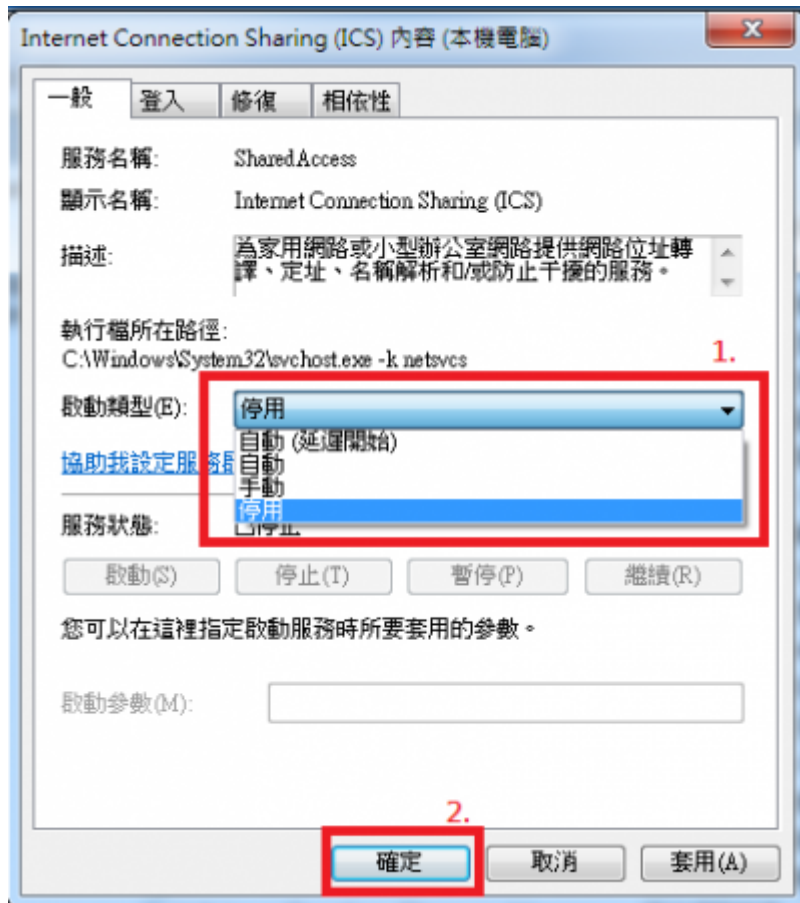 Internet Connection Sharing (ICS) 內容 (本機電腦)
一般 登入 修復 相依性
服務名稱: SharedAccess
顯示名稱: Internet Connection Sharing (ICS)
描述: 為家用網路或小型辦公室網路提供網路位址轉
譯、定址、名稱解析和/或防止干擾的服務。
執行檔所在路徑:
C:\Windows\System32\svchost.exe -k netsvcs
1.
啟動類型(E): 停用
自動 (延遲開始)
協助我設定服務 自動
手動
停用
服務狀態: 已停止
啟動(S) 停止(T) 暫停(P) 繼續(R)
您可以在這裡指定啟動服務時所要套用的參數。
啟動參數(M):
2.
確定 取消 套用(A)